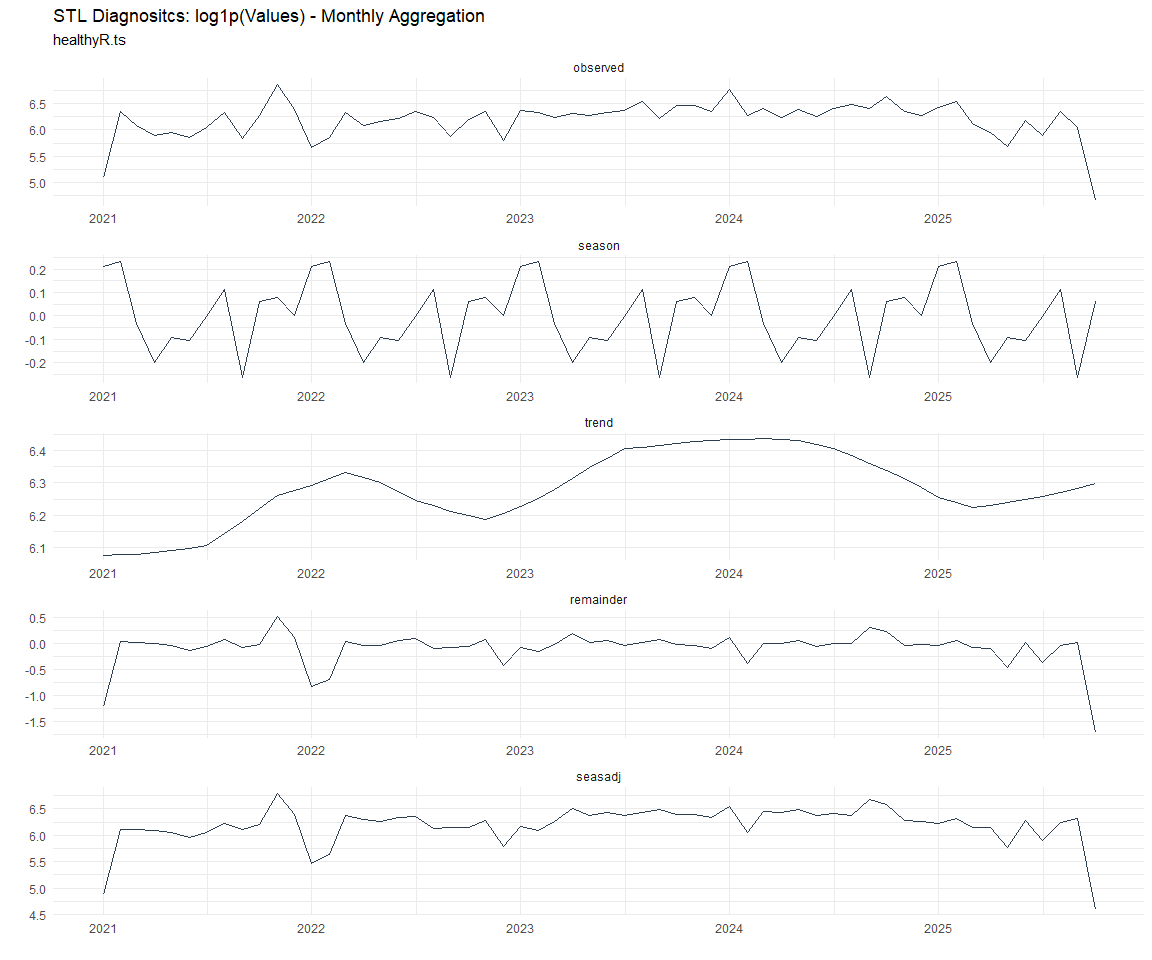 STL Diagnositcs: log1p(Values) - Monthly Aggregation
healthyR.ts
observed
6.5
6.0
5.5
5.0
2021 2022 2023 2024 2025
season
0.2
0.1
0.0
-0.1
-0.2
2021 2022 2023 2024 2025
trend
6.4
6.3
6.2
6.1
2021 2022 2023 2024 2025
remainder
0.5
0.0
-0.5
-1.0
-1.5
2021 2022 2023 2024 2025
seasadj
6.5
6.0
5.5
5.0
4.5
2021 2022 2023 2024 2025